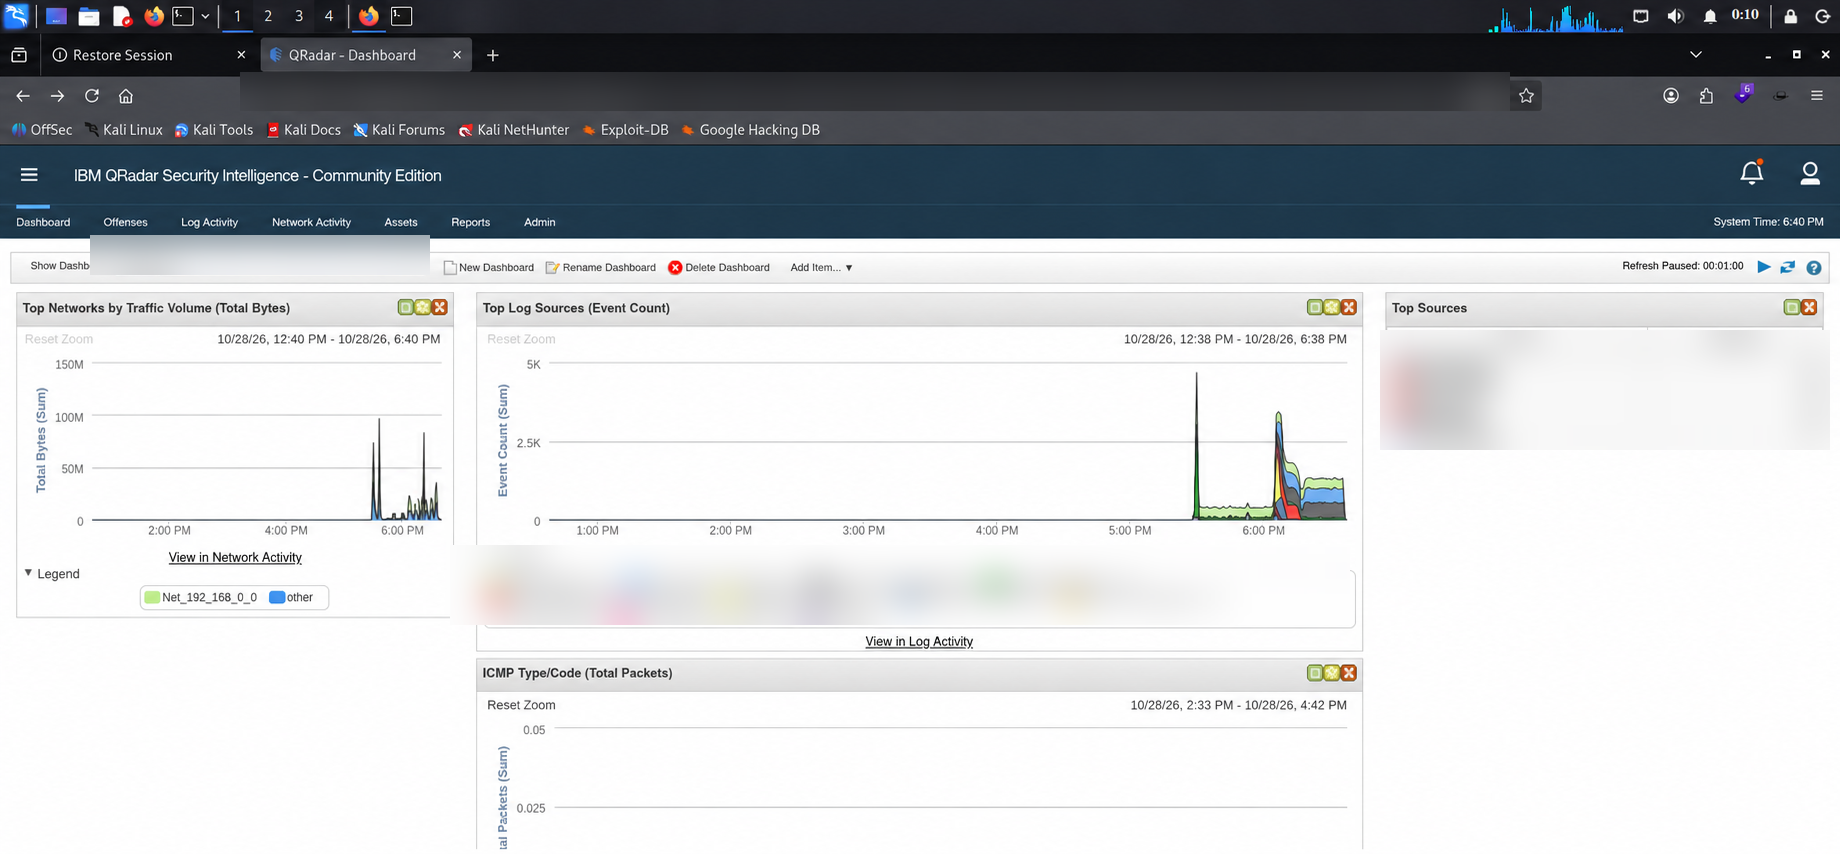 1 2 3 4 0:10
Restore Session QRadar - Dashboard
6
OffSec Kali Linux Kali Tools Kali Docs Kali Forums Kali NetHunter Exploit-DB Google Hacking DB
IBM QRadar Security Intelligence - Community Edition
Dashboard Offenses Log Activity Network Activity Assets Reports Admin System Time: 6:40 PM
Show Dashb New Dashboard Rename Dashboard Delete Dashboard Add Item... ▼ Refresh Paused: 00:01:00
Top Networks by Traffic Volume (Total Bytes)
Reset Zoom 10/28/26, 12:40 PM - 10/28/26, 6:40 PM
Total Bytes (Sum)
150M
100M
50M
0
2:00 PM 4:00 PM 6:00 PM
View in Network Activity
▼ Legend
Net_192_168_0_0 other
Top Log Sources (Event Count)
Reset Zoom 10/28/26, 12:38 PM - 10/28/26, 6:38 PM
Event Count (Sum)
5K
2.5K
0
1:00 PM 2:00 PM 3:00 PM 4:00 PM 5:00 PM 6:00 PM
View in Log Activity
ICMP Type/Code (Total Packets)
Reset Zoom 10/28/26, 2:33 PM - 10/28/26, 4:42 PM
0.05
0.025
al Packets (Sum)
Top Sources